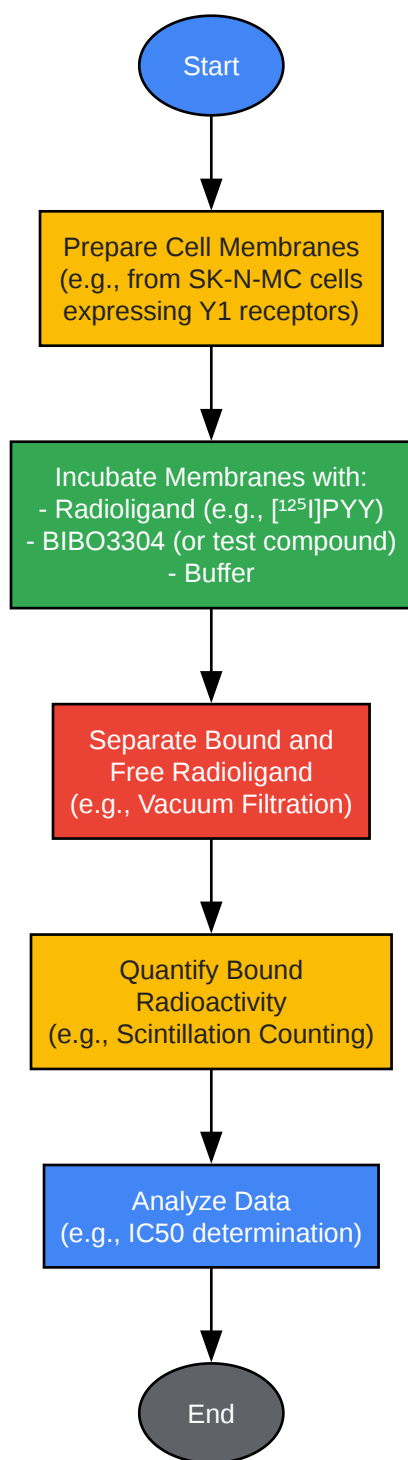 Start
Prepare Cell Membranes
(e.g., from SK-N-MC cells
expressing Y1 receptors)
Incubate Membranes with:
- Radioligand (e.g., [¹²⁵I]PYY)
- BIBO3304 (or test compound)
- Buffer
Separate Bound and
Free Radioligand
(e.g., Vacuum Filtration)
Quantify Bound
Radioactivity
(e.g., Scintillation Counting)
Analyze Data
(e.g., IC50 determination)
End